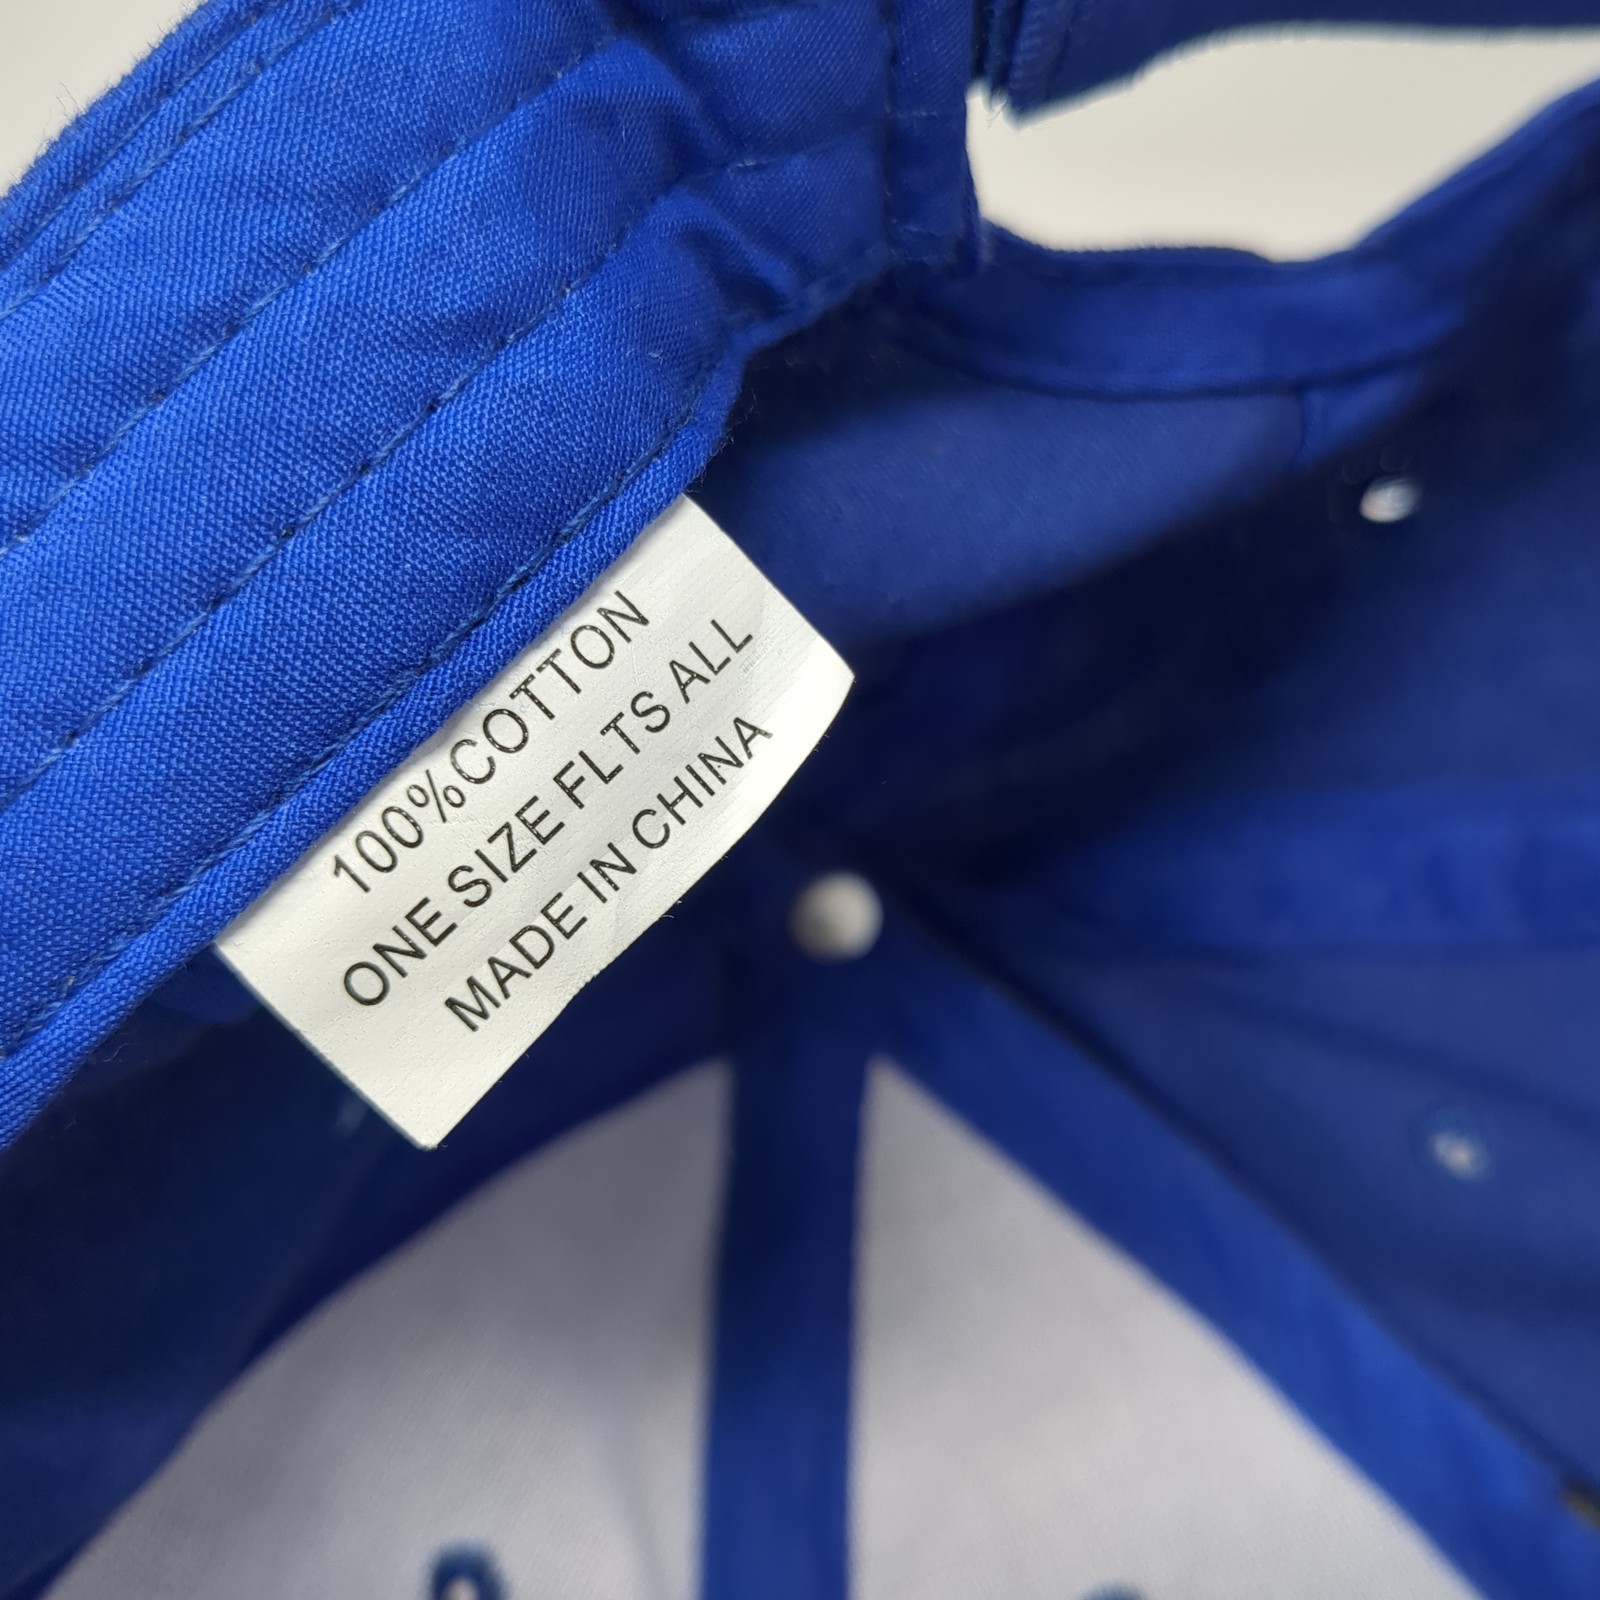 100%COTTON
ONE SIZE FLTS ALL
MADE IN CHINA